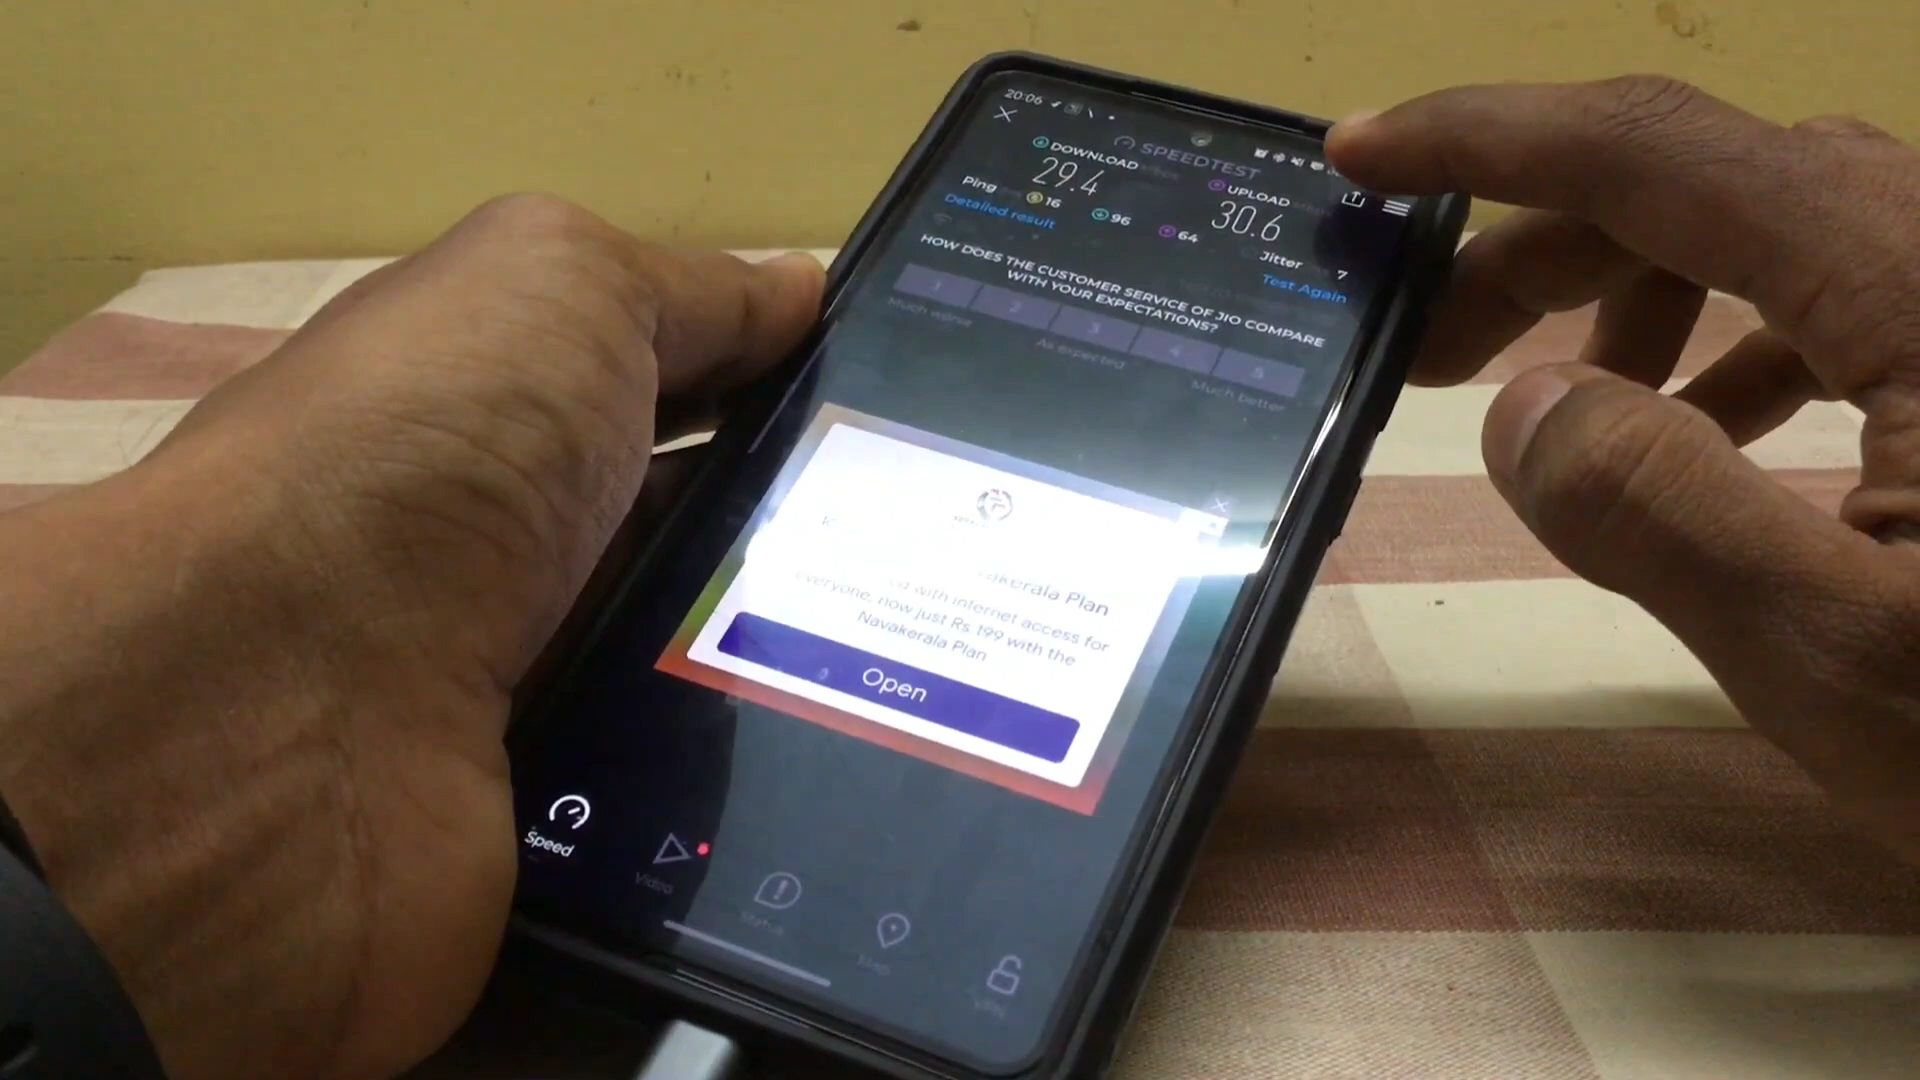 20:06
SPEEDTEST
DOWNLOAD
29.4
UPLOAD
30.6
Ping
16
96
64
Jitter
7
Detailed result
Test Again
HOW DOES THE CUSTOMER SERVICE OF JIO COMPARE
WITH YOUR EXPECTATIONS?
1 2 3 4 5
Much worse
As expected
Much better
Plan
with internet access for
everyone, now just Rs 199 with the
Navakerala Plan
Open
Speed
Video
Status
Map
VPN